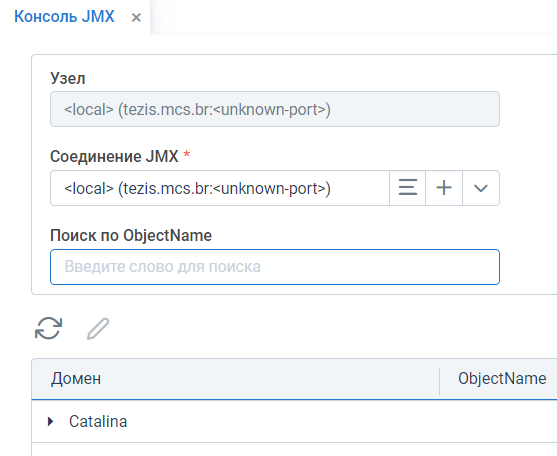 Консоль JMX ×
Узел
<local> (tezis.mcs.br:<unknown-port>)
Соединение JMX *
<local> (tezis.mcs.br:<unknown-port>)
Поиск по ObjectName
Введите слово для поиска
Домен ObjectName
Catalina